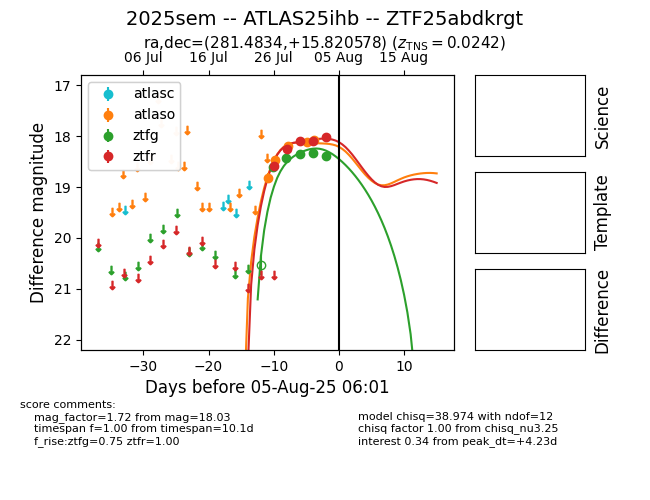 2025sem -- ATLAS25ihb -- ZTF25abdkrgt
ra,dec=(281.4834,+15.820578) (z_TNS = 0.0242)
06 Jul 16 Jul 26 Jul 05 Aug 15 Aug
17
18
19
20
21
22
Difference magnitude
atlasc
atlaso
ztfg
ztfr
−30 −20 −10 0 10
Days before 05-Aug-25 06:01
Science
Template
Difference
score comments:
mag_factor=1.72 from mag=18.03
timespan f=1.00 from timespan=10.1d
f_rise:ztfg=0.75 ztfr=1.00
model chisq=38.974 with ndof=12
chisq factor 1.00 from chisq_nu3.25
interest 0.34 from peak_dt=+4.23d